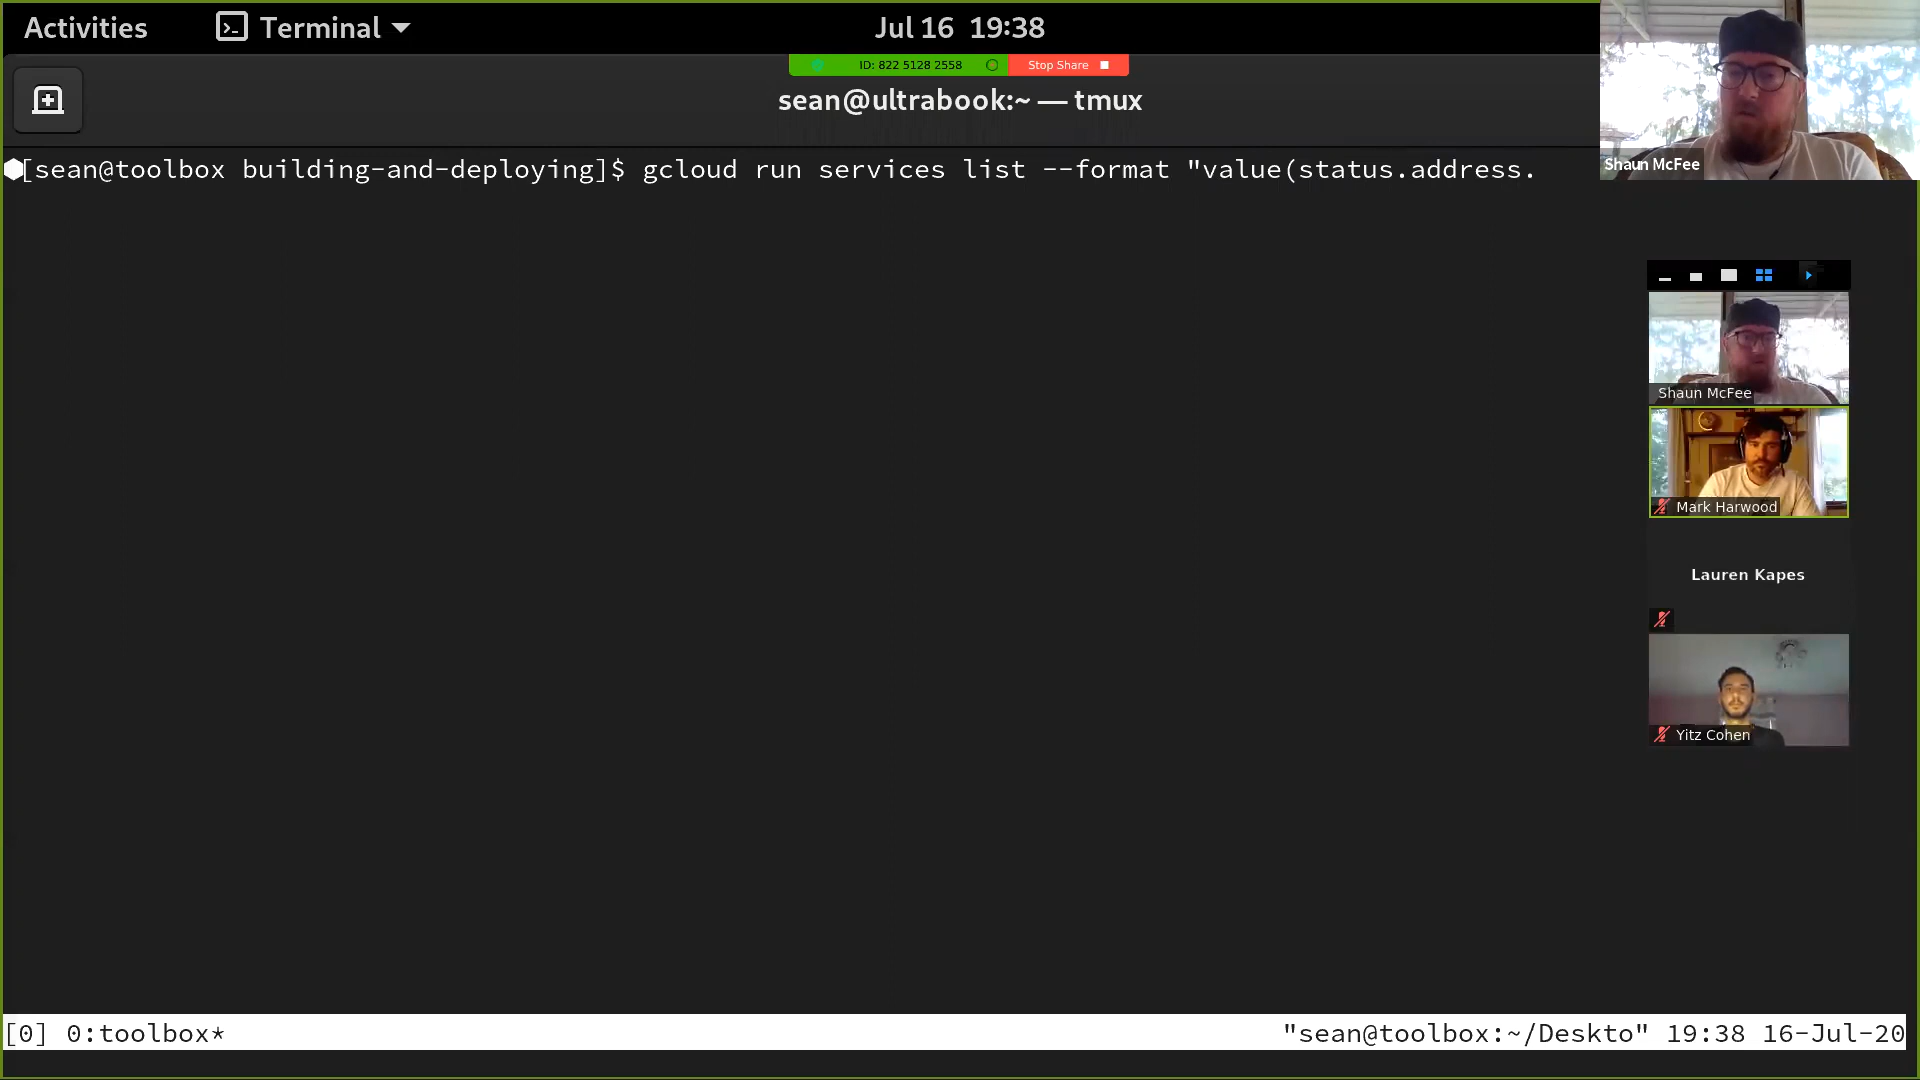 Activities
Terminal
Jul 16 19:38
ID: 822 5128 2558
Stop Share
sean@ultrabook:~ — tmux
[sean@toolbox building-and-deploying]$ gcloud run services list --format "value(status.address.
Shaun McFee
Shaun McFee
Mark Harwood
Lauren Kapes
Yitz Cohen
[0] 0:toolbox*
"sean@toolbox:~/Deskto" 19:38 16-Jul-20